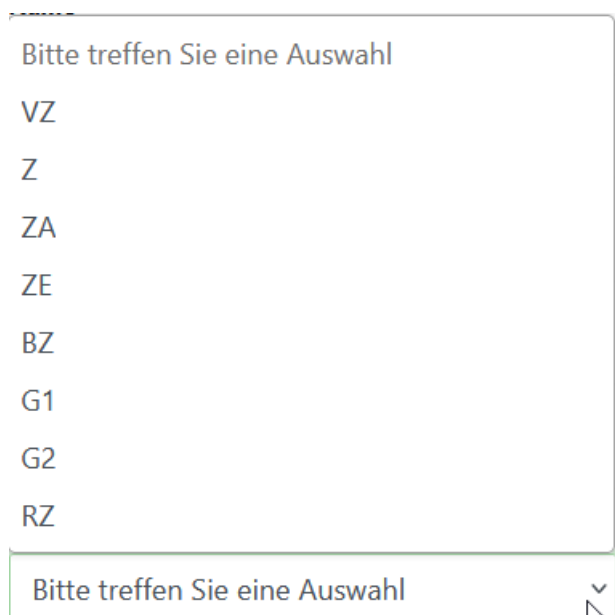 Bitte treffen Sie eine Auswahl
VZ
Z
ZA
ZE
BZ
G1
G2
RZ
Bitte treffen Sie eine Auswahl